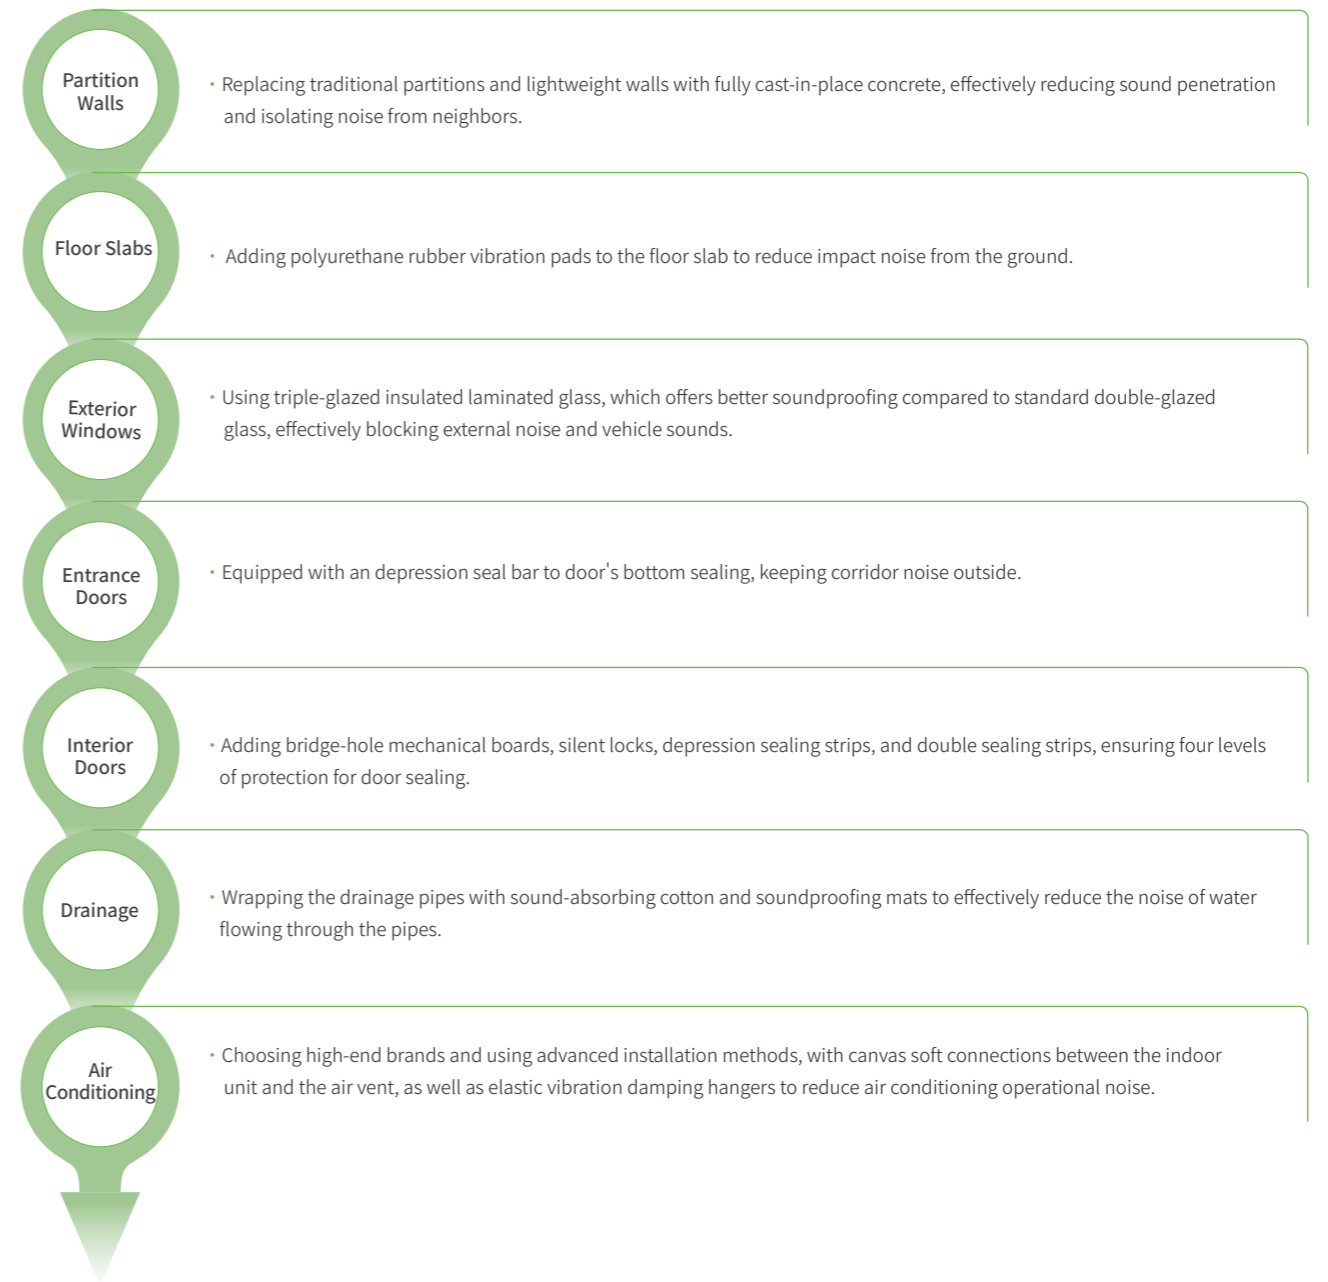 Partition
Walls
· Replacing traditional partitions and lightweight walls with fully cast-in-place concrete, effectively reducing sound penetration
and isolating noise from neighbors.
Floor Slabs
· Adding polyurethane rubber vibration pads to the floor slab to reduce impact noise from the ground.
Exterior
Windows
· Using triple-glazed insulated laminated glass, which offers better soundproofing compared to standard double-glazed
glass, effectively blocking external noise and vehicle sounds.
Entrance
Doors
· Equipped with an depression seal bar to door's bottom sealing, keeping corridor noise outside.
Interior
Doors
· Adding bridge-hole mechanical boards, silent locks, depression sealing strips, and double sealing strips, ensuring four levels
of protection for door sealing.
Drainage
· Wrapping the drainage pipes with sound-absorbing cotton and soundproofing mats to effectively reduce the noise of water
flowing through the pipes.
Air
Conditioning
· Choosing high-end brands and using advanced installation methods, with canvas soft connections between the indoor
unit and the air vent, as well as elastic vibration damping hangers to reduce air conditioning operational noise.